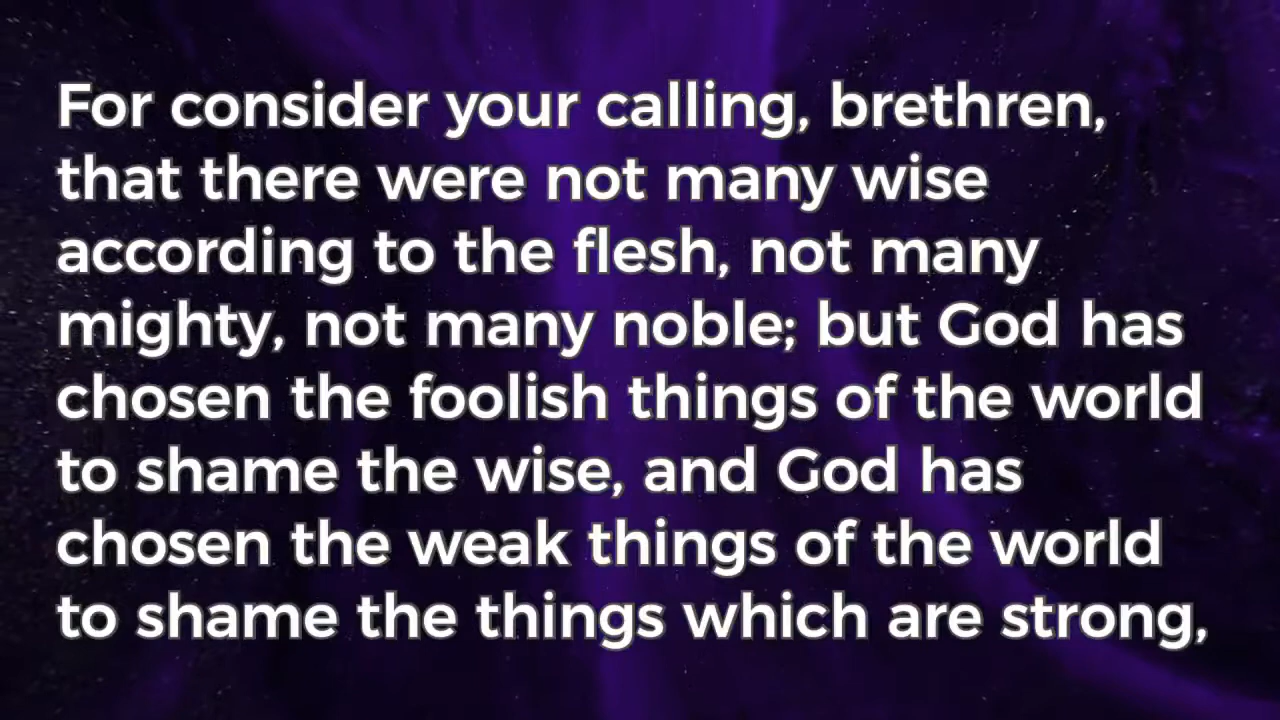 For consider your calling, brethren,
that there were not many wise
according to the flesh, not many
mighty, not many noble; but God has
chosen the foolish things of the world
to shame the wise, and God has
chosen the weak things of the world
to shame the things which are strong,